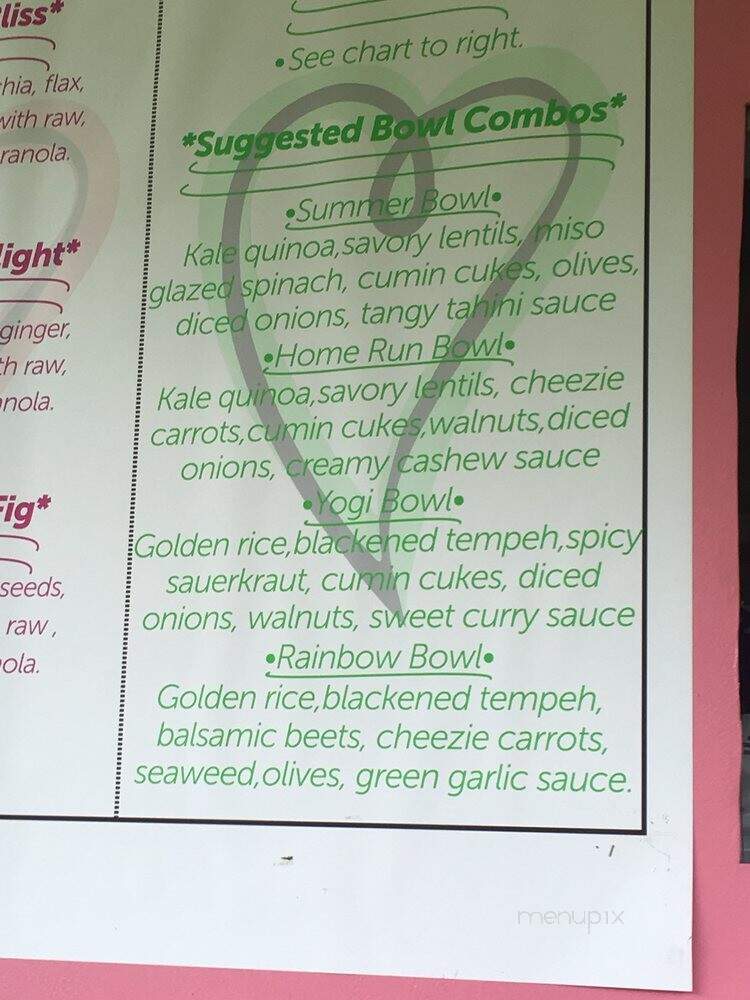 liss*
hia, flax,
with raw,
ranola.
ight*
ginger,
th raw,
nola.
Fig*
seeds,
raw,
ola.
•See chart to right.
*Suggested Bowl Combos*
•Summer Bowl•
Kale quinoa,savory lentils, miso
glazed spinach, cumin cukes, olives,
diced onions, tangy tahini sauce
•Home Run Bowl•
Kale quinoa,savory lentils, cheezie
carrots,cumin cukes,walnuts,diced
onions, creamy cashew sauce
•Yogi Bowl•
Golden rice,blackened tempeh,spicy
sauerkraut, cumin cukes, diced
onions, walnuts, sweet curry sauce
•Rainbow Bowl•
Golden rice,blackened tempeh,
balsamic beets, cheezie carrots,
seaweed,olives, green garlic sauce.
menupix